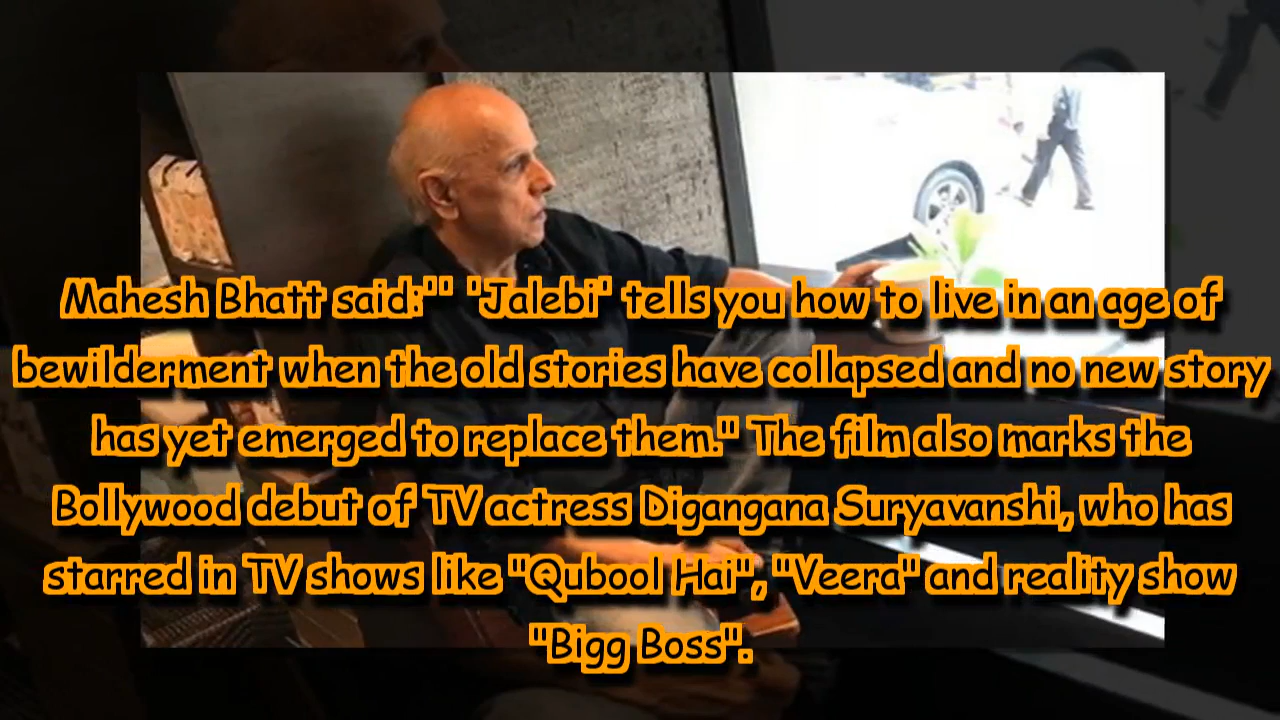 Mahesh Bhatt said:'' 'Jalebi' tells you how to live in an age of
bewilderment when the old stories have collapsed and no new story
has yet emerged to replace them." The film also marks the
Bollywood debut of TV actress Digangana Suryavanshi, who has
starred in TV shows like "Qubool Hai", "Veera" and reality show
"Bigg Boss".